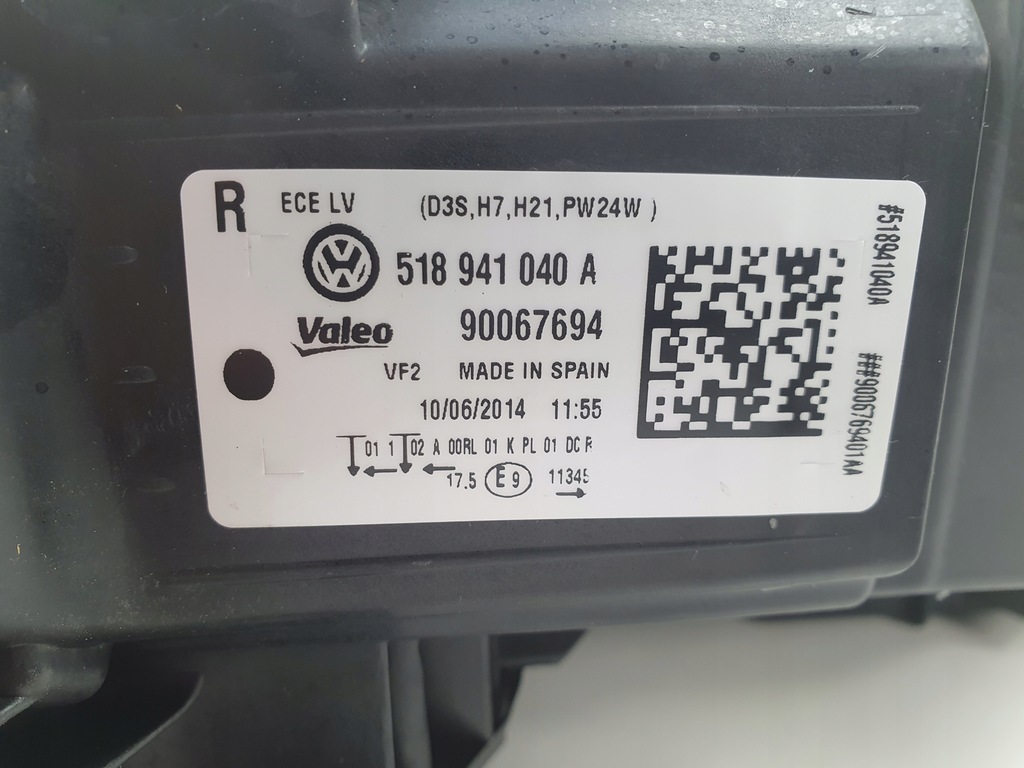 R ECE LV (D3S,H7,H21,PW24W )
518 941 040 A
Valeo 90067694
VF2 MADE IN SPAIN
10/06/2014 11:55
01 1 02 A 00RL 01 K PL 01 DC R
17.5 E 9 11345
#518941040A
###9006769401AA